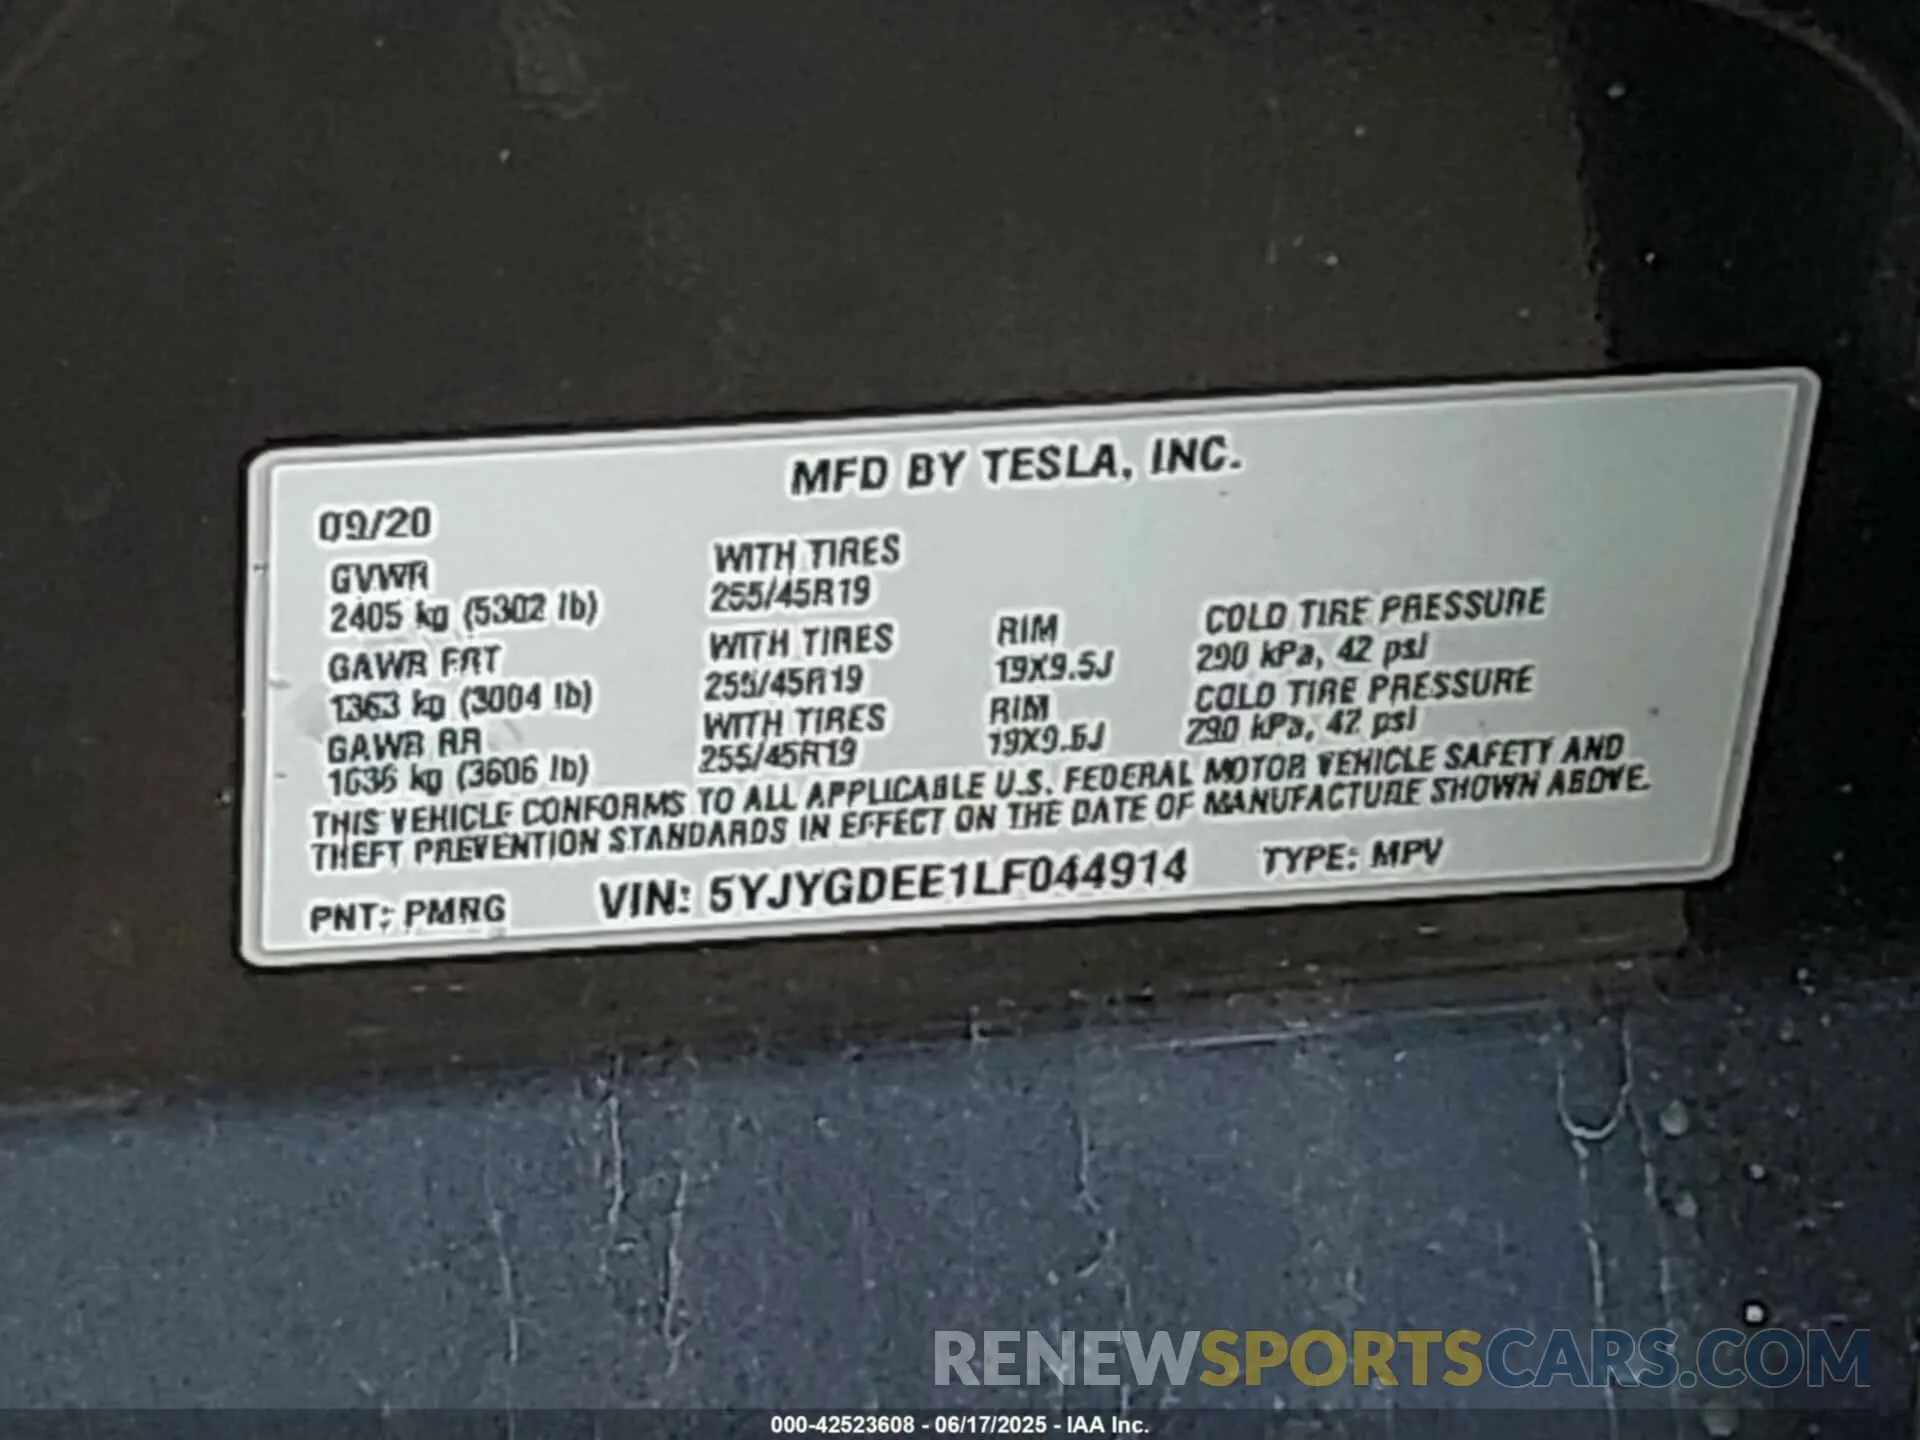 MFD BY TESLA, INC.
09/20
GVWR WITH TIRES
2405 kg (5302 lb) 255/45R19
GAWR FRT WITH TIRES RIM COLD TIRE PRESSURE
1363 kg (3004 lb) 255/45R19 19X9.5J 290 kPa, 42 psi
GAWR RR WITH TIRES RIM COLD TIRE PRESSURE
1636 kg (3606 lb) 255/45R19 19X9.5J 290 kPa, 42 psi
THIS VEHICLE CONFORMS TO ALL APPLICABLE U.S. FEDERAL MOTOR VEHICLE SAFETY AND
THEFT PREVENTION STANDARDS IN EFFECT ON THE DATE OF MANUFACTURE SHOWN ABOVE.
PNT: PMRG VIN: 5YJYGDEE1LF044914 TYPE: MPV
RENEWSPORTSCARS.COM
000-42523608 - 06/17/2025 - IAA Inc.